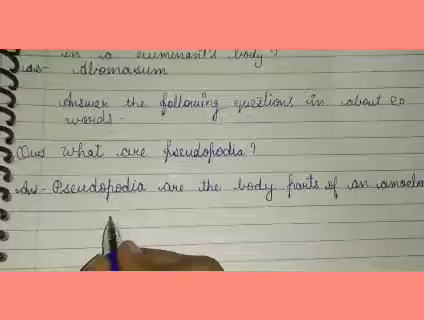 in a ruminant's body?
Ans- Abomasum
Answer the following questions in about 20
words-
Ques What are pseudopodia?
Ans- Pseudopodia are the body parts of an